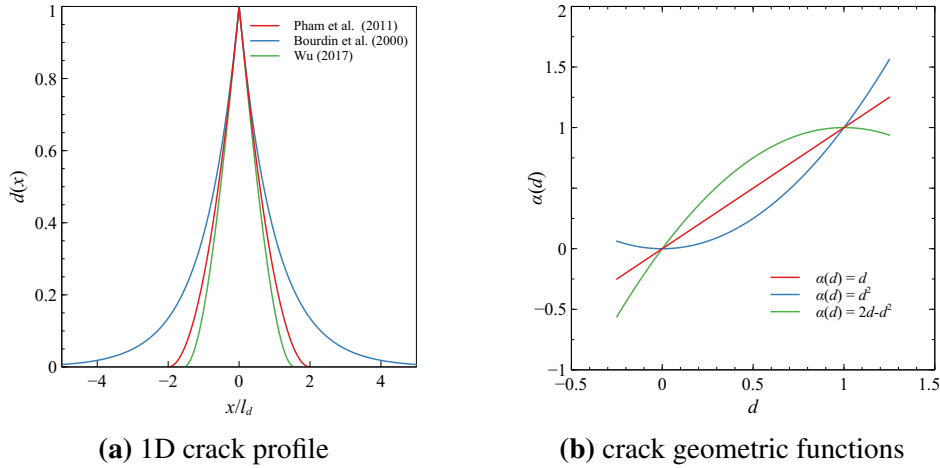 1
0.8
0.6
0.4
0.2
0
d(x)
−4 −2 0 2 4
x/l_d
Pham et al. (2011)
Bourdin et al. (2000)
Wu (2017)
(a) 1D crack profile
2
1.5
1
0.5
0
−0.5
−1
α(d)
−0.5 0 0.5 1 1.5
d
α(d) = d
α(d) = d²
α(d) = 2d-d²
(b) crack geometric functions